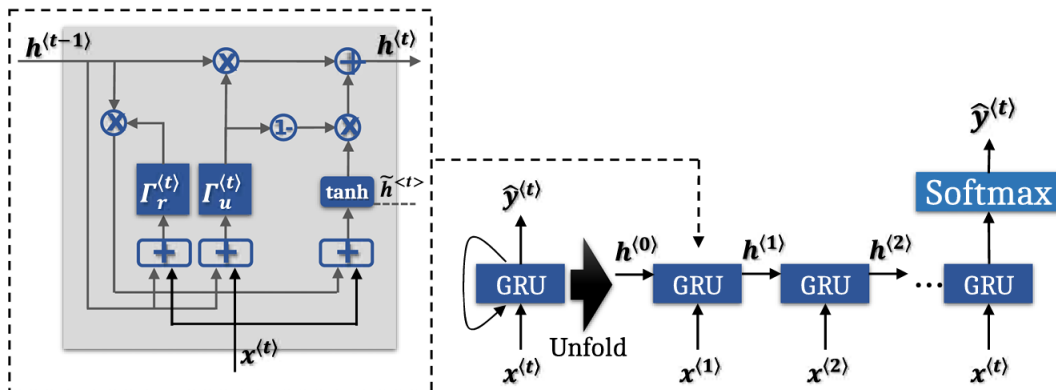 h⟨t−1⟩
h⟨t⟩
x
+
x
1-
x
Γr⟨t⟩
Γu⟨t⟩
tanh
h̃<t>
+
+
+
x⟨t⟩
ŷ⟨t⟩
GRU
x⟨t⟩
Unfold
h⟨0⟩
GRU
x⟨1⟩
h⟨1⟩
GRU
x⟨2⟩
h⟨2⟩
...
ŷ⟨t⟩
Softmax
GRU
x⟨t⟩